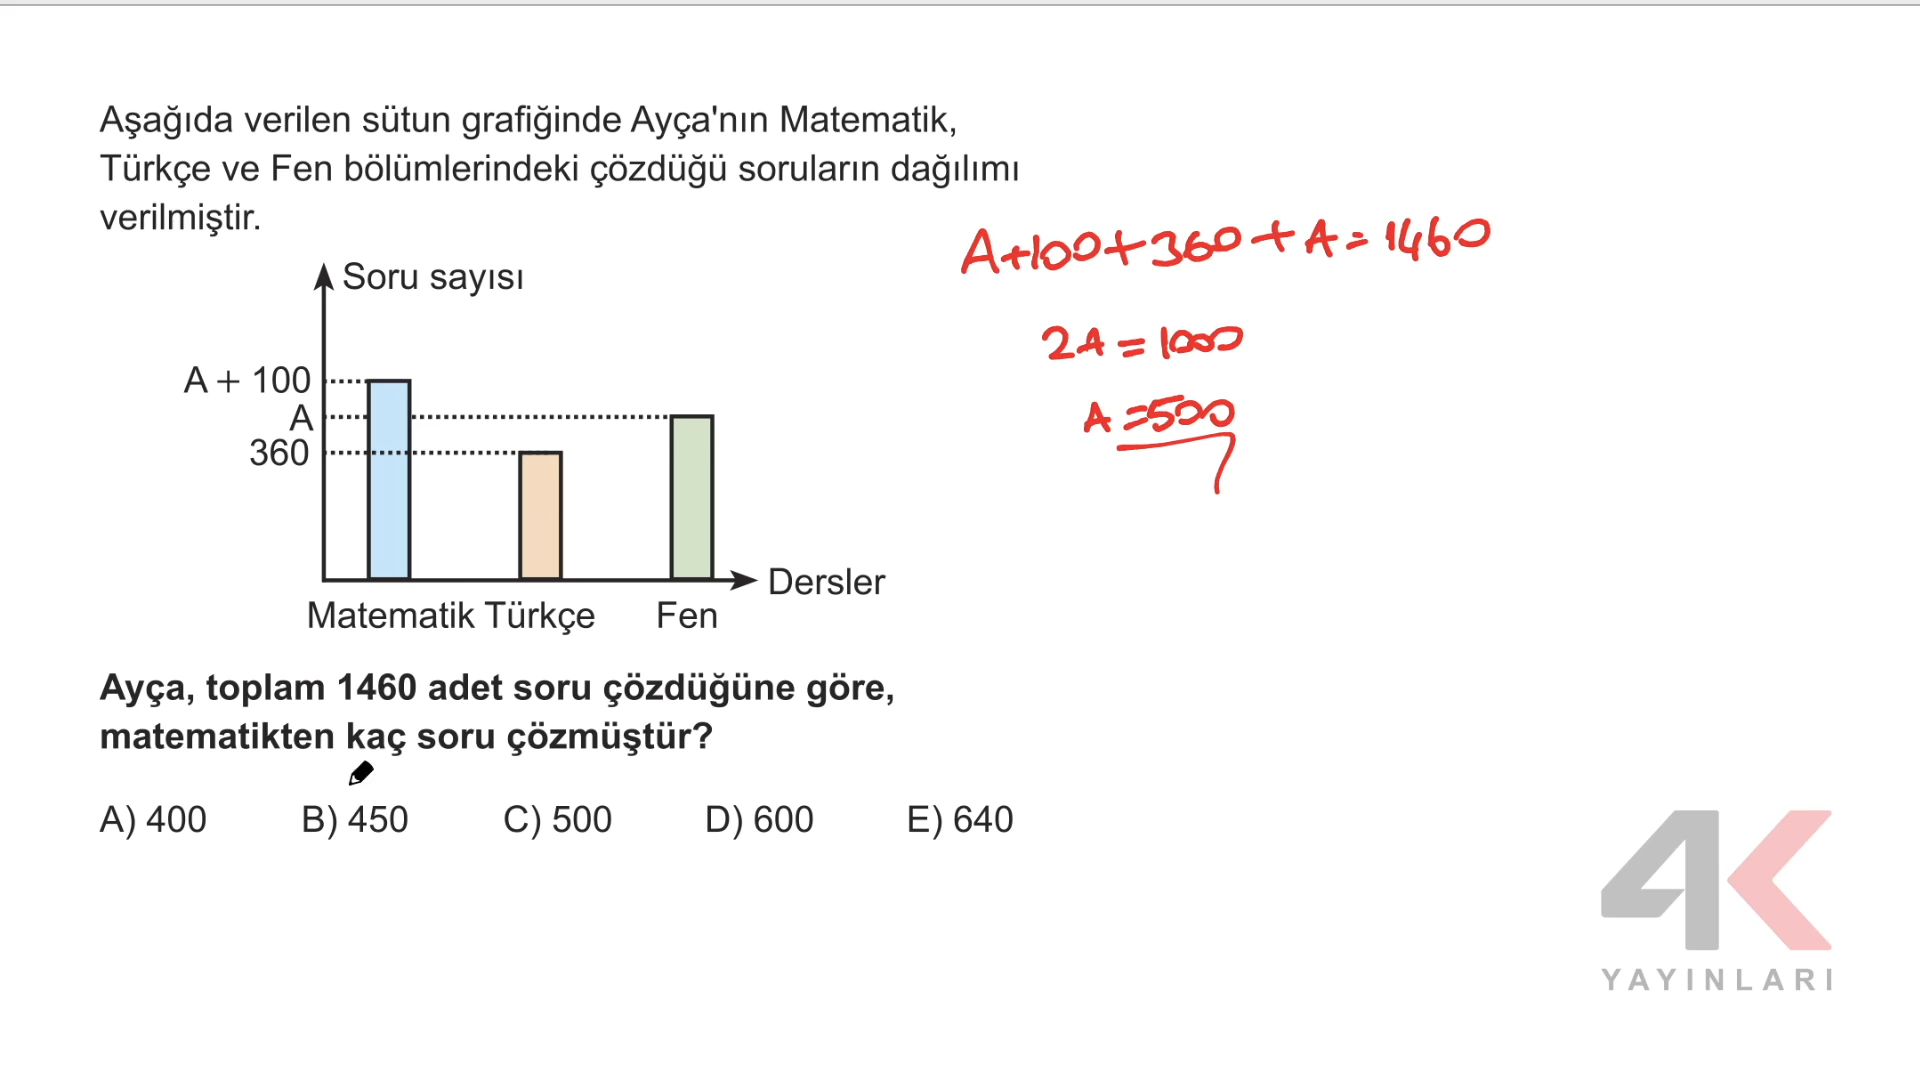 Aşağıda verilen sütun grafiğinde Ayça'nın Matematik,
Türkçe ve Fen bölümlerindeki çözdüğü soruların dağılımı
verilmiştir.
Soru sayısı
A + 100
A
360
Matematik Türkçe Fen
Dersler
Ayça, toplam 1460 adet soru çözdüğüne göre,
matematikten kaç soru çözmüştür?
A) 400 B) 450 C) 500 D) 600 E) 640
A+100+360+A=1460
2A=1000
A=500
4K
YAYINLARI